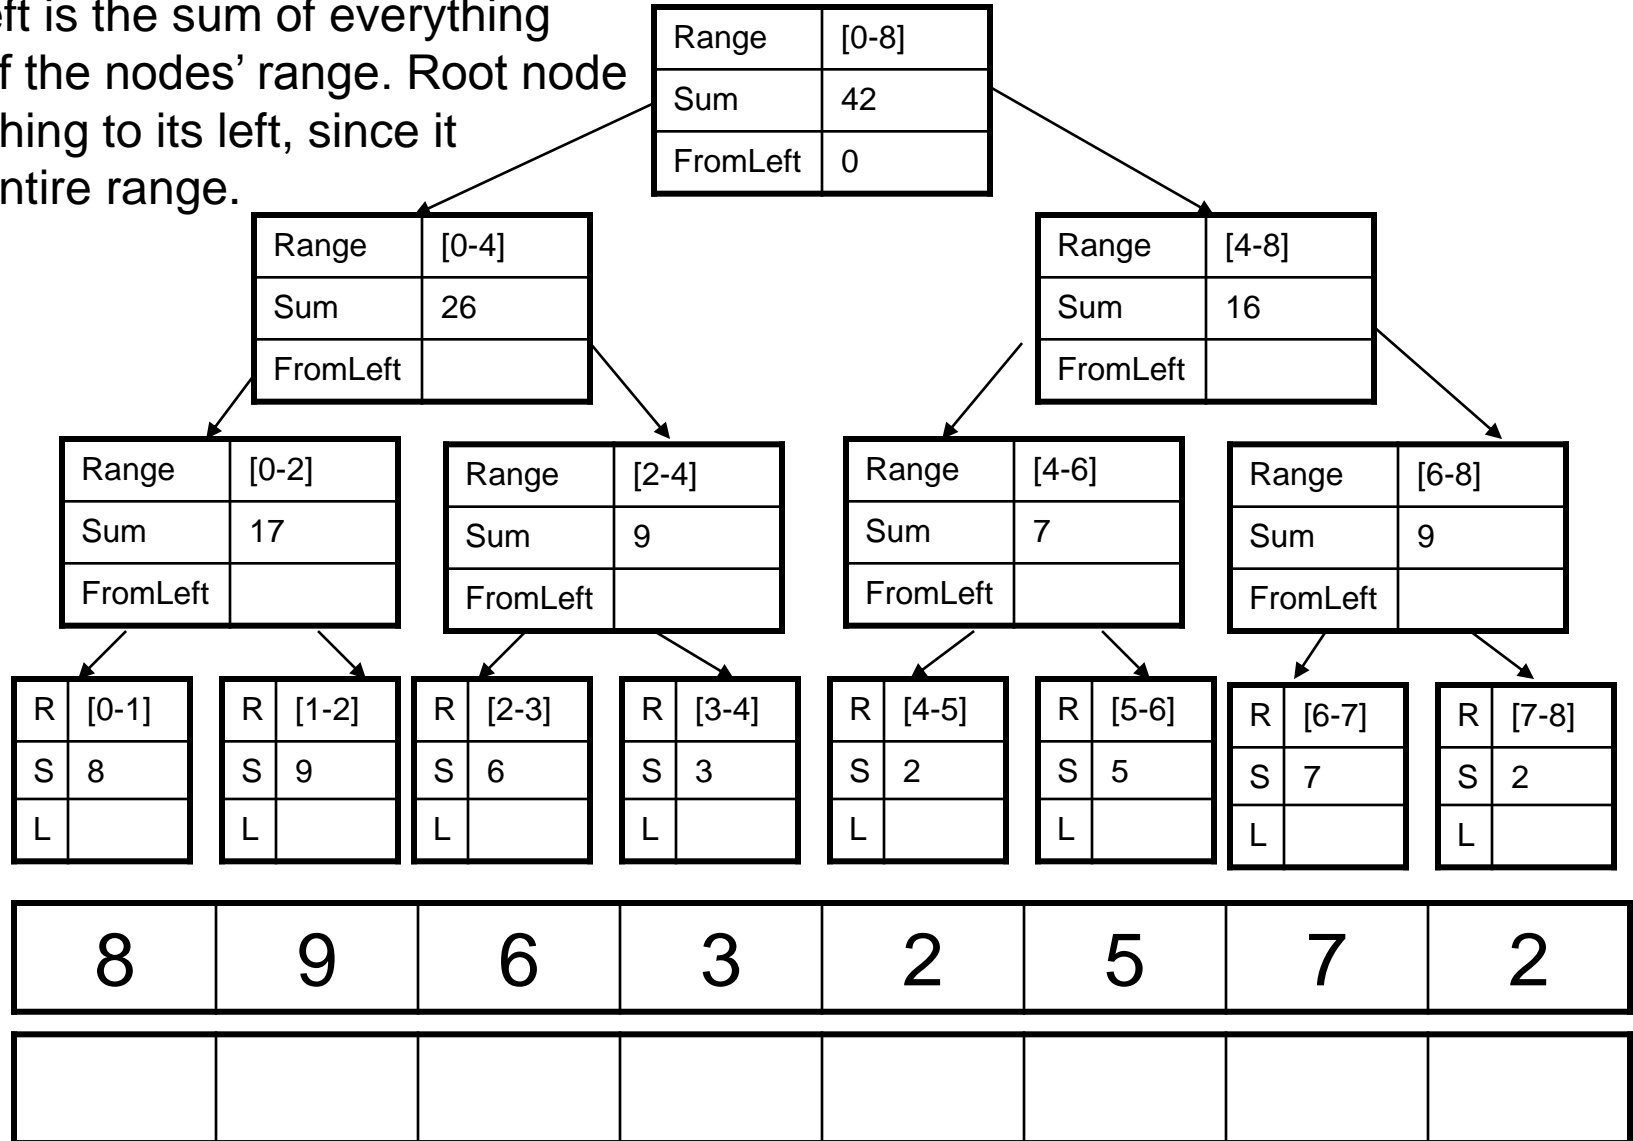 eft is the sum of everything
f the nodes’ range. Root node
hing to its left, since it
ntire range.
Range [0-8]
Sum 42
FromLeft 0
Range [0-4]
Sum 26
FromLeft
Range [4-8]
Sum 16
FromLeft
Range [0-2]
Sum 17
FromLeft
Range [2-4]
Sum 9
FromLeft
Range [4-6]
Sum 7
FromLeft
Range [6-8]
Sum 9
FromLeft
R [0-1]
S 8
L
R [1-2]
S 9
L
R [2-3]
S 6
L
R [3-4]
S 3
L
R [4-5]
S 2
L
R [5-6]
S 5
L
R [6-7]
S 7
L
R [7-8]
S 2
L
8 9 6 3 2 5 7 2